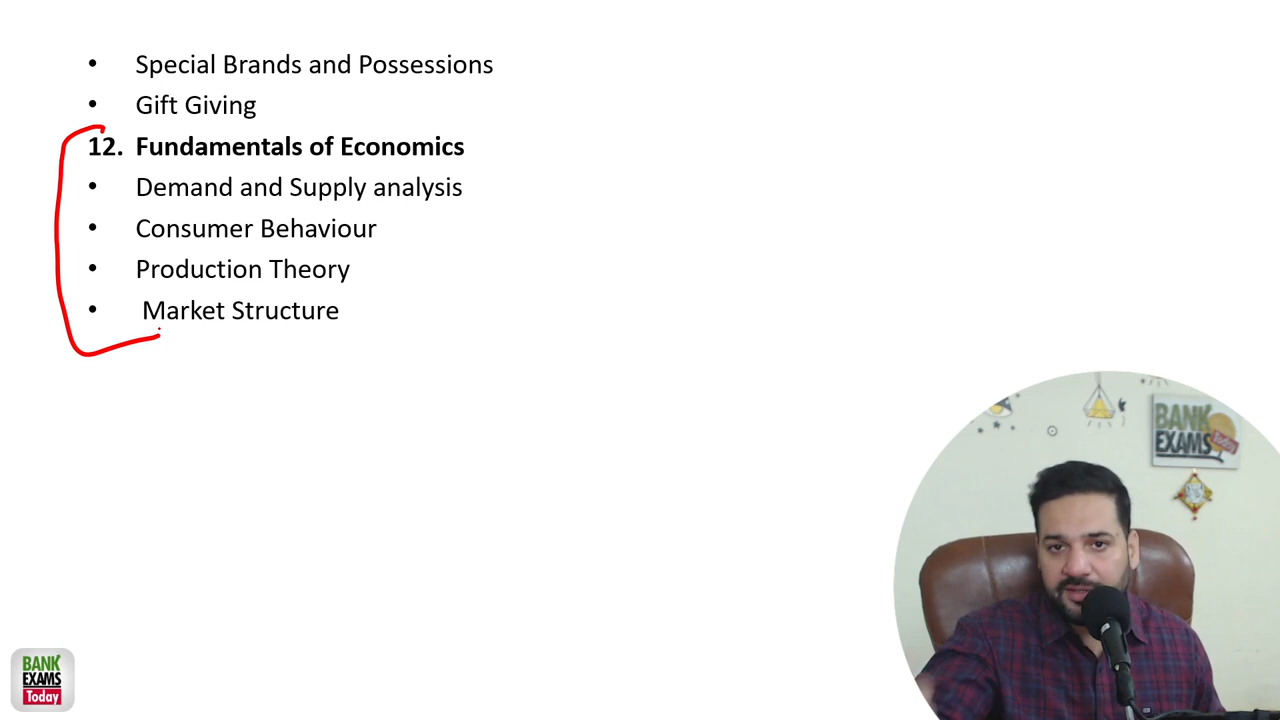 • Special Brands and Possessions
• Gift Giving
12. Fundamentals of Economics
• Demand and Supply analysis
• Consumer Behaviour
• Production Theory
• Market Structure
BANK
EXAMS
Today
BANK
EXAMS
Today